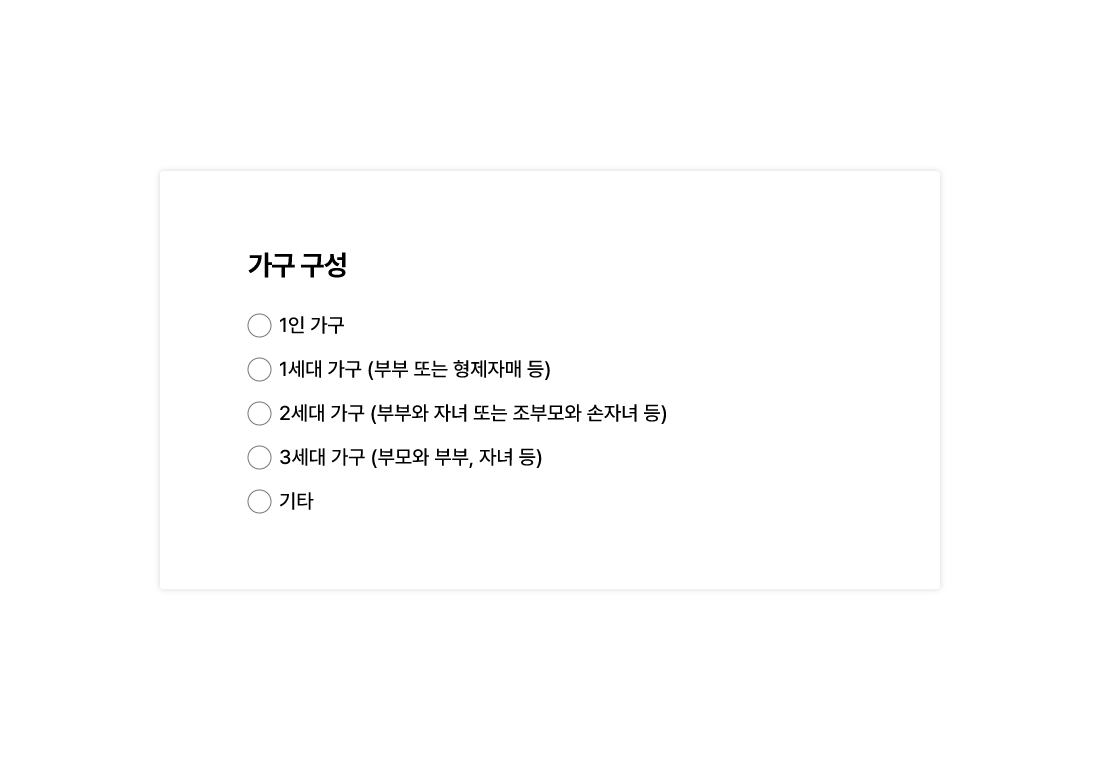 가구 구성
1인 가구
1세대 가구 (부부 또는 형제자매 등)
2세대 가구 (부부와 자녀 또는 조부모와 손자녀 등)
3세대 가구 (부모와 부부, 자녀 등)
기타